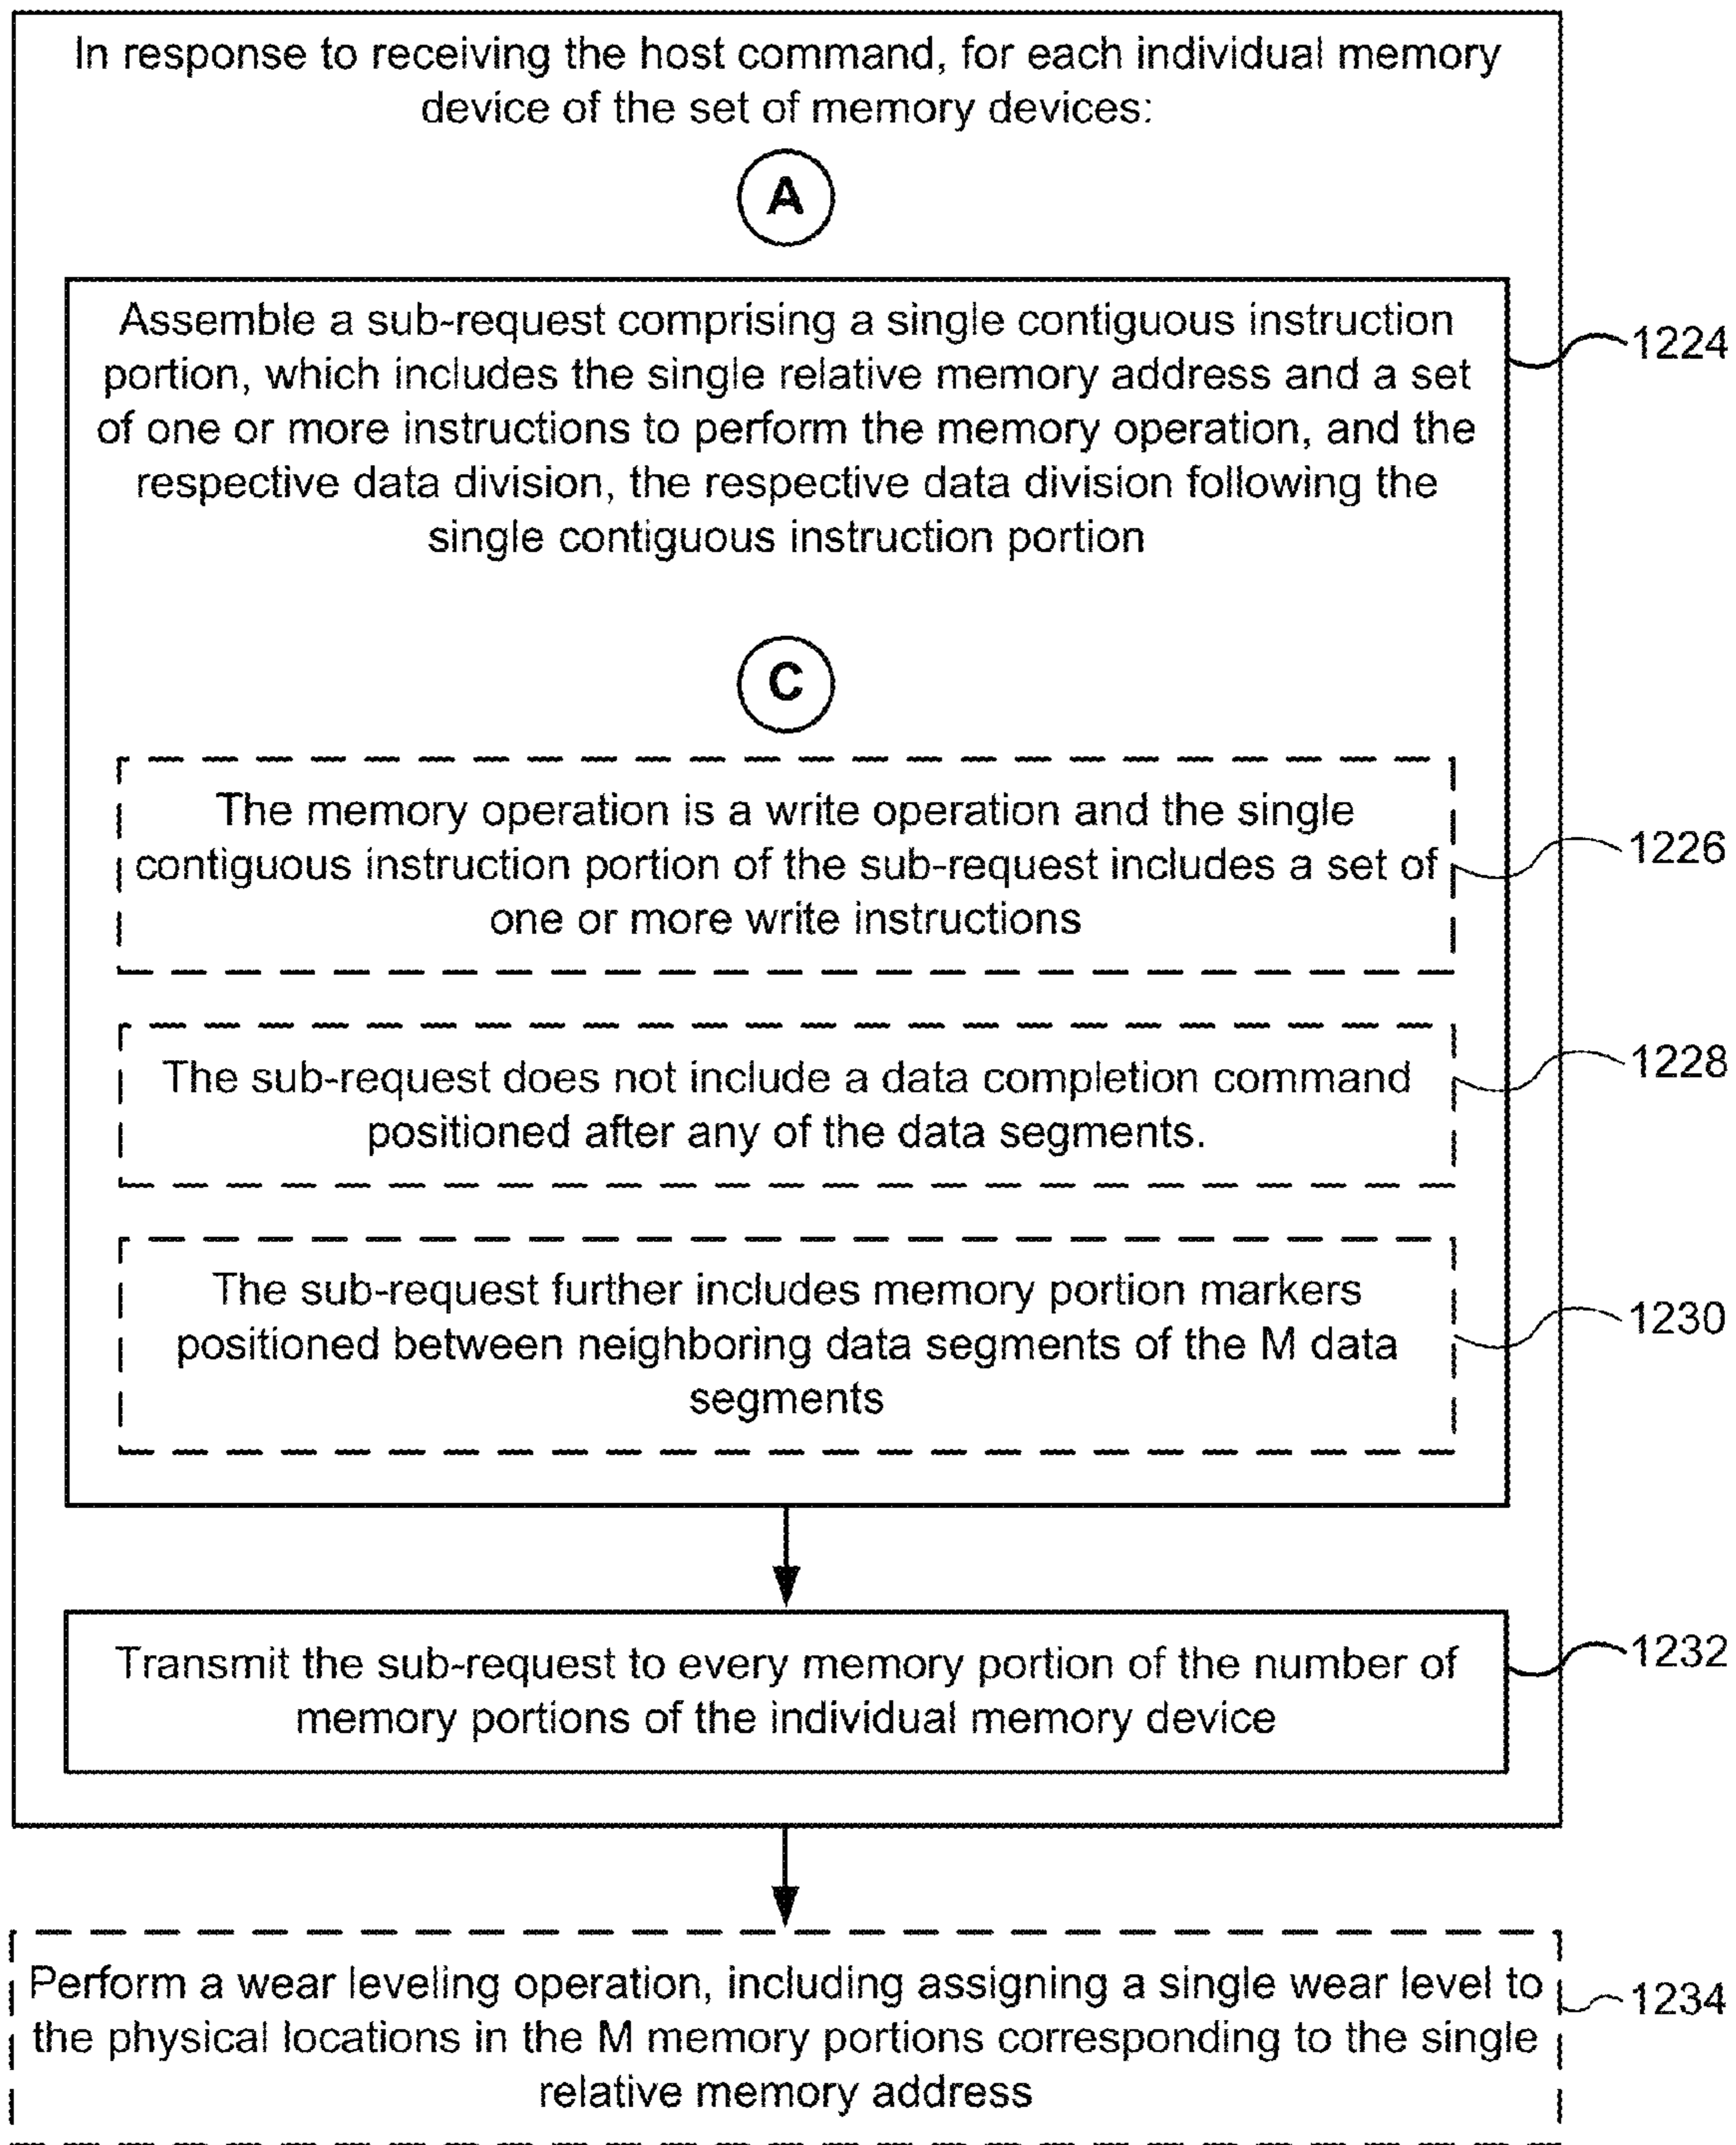 In response to receiving the host command, for each individual memory
device of the set of memory devices:
A
Assemble a sub-request comprising a single contiguous instruction
portion, which includes the single relative memory address and a set
of one or more instructions to perform the memory operation, and the
respective data division, the respective data division following the
single contiguous instruction portion
1224
C
The memory operation is a write operation and the single
contiguous instruction portion of the sub-request includes a set of
one or more write instructions
1226
The sub-request does not include a data completion command
positioned after any of the data segments.
1228
The sub-request further includes memory portion markers
positioned between neighboring data segments of the M data
segments
1230
Transmit the sub-request to every memory portion of the number of
memory portions of the individual memory device
1232
Perform a wear leveling operation, including assigning a single wear level to
the physical locations in the M memory portions corresponding to the single
relative memory address
1234